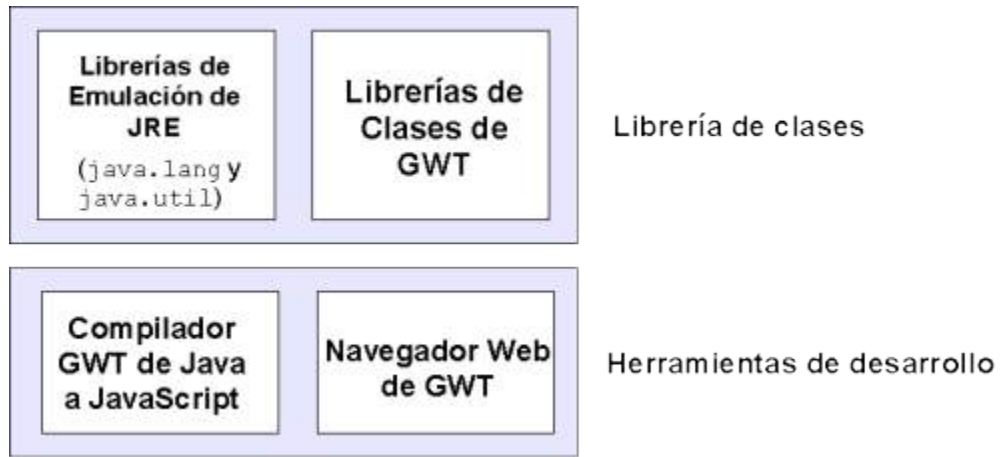 Librerías de
Emulación de
JRE
(java.lang y
java.util)
Librerías de
Clases de
GWT
Librería de clases
Compilador
GWT de Java
a JavaScript
Navegador Web
de GWT
Herramientas de desarrollo